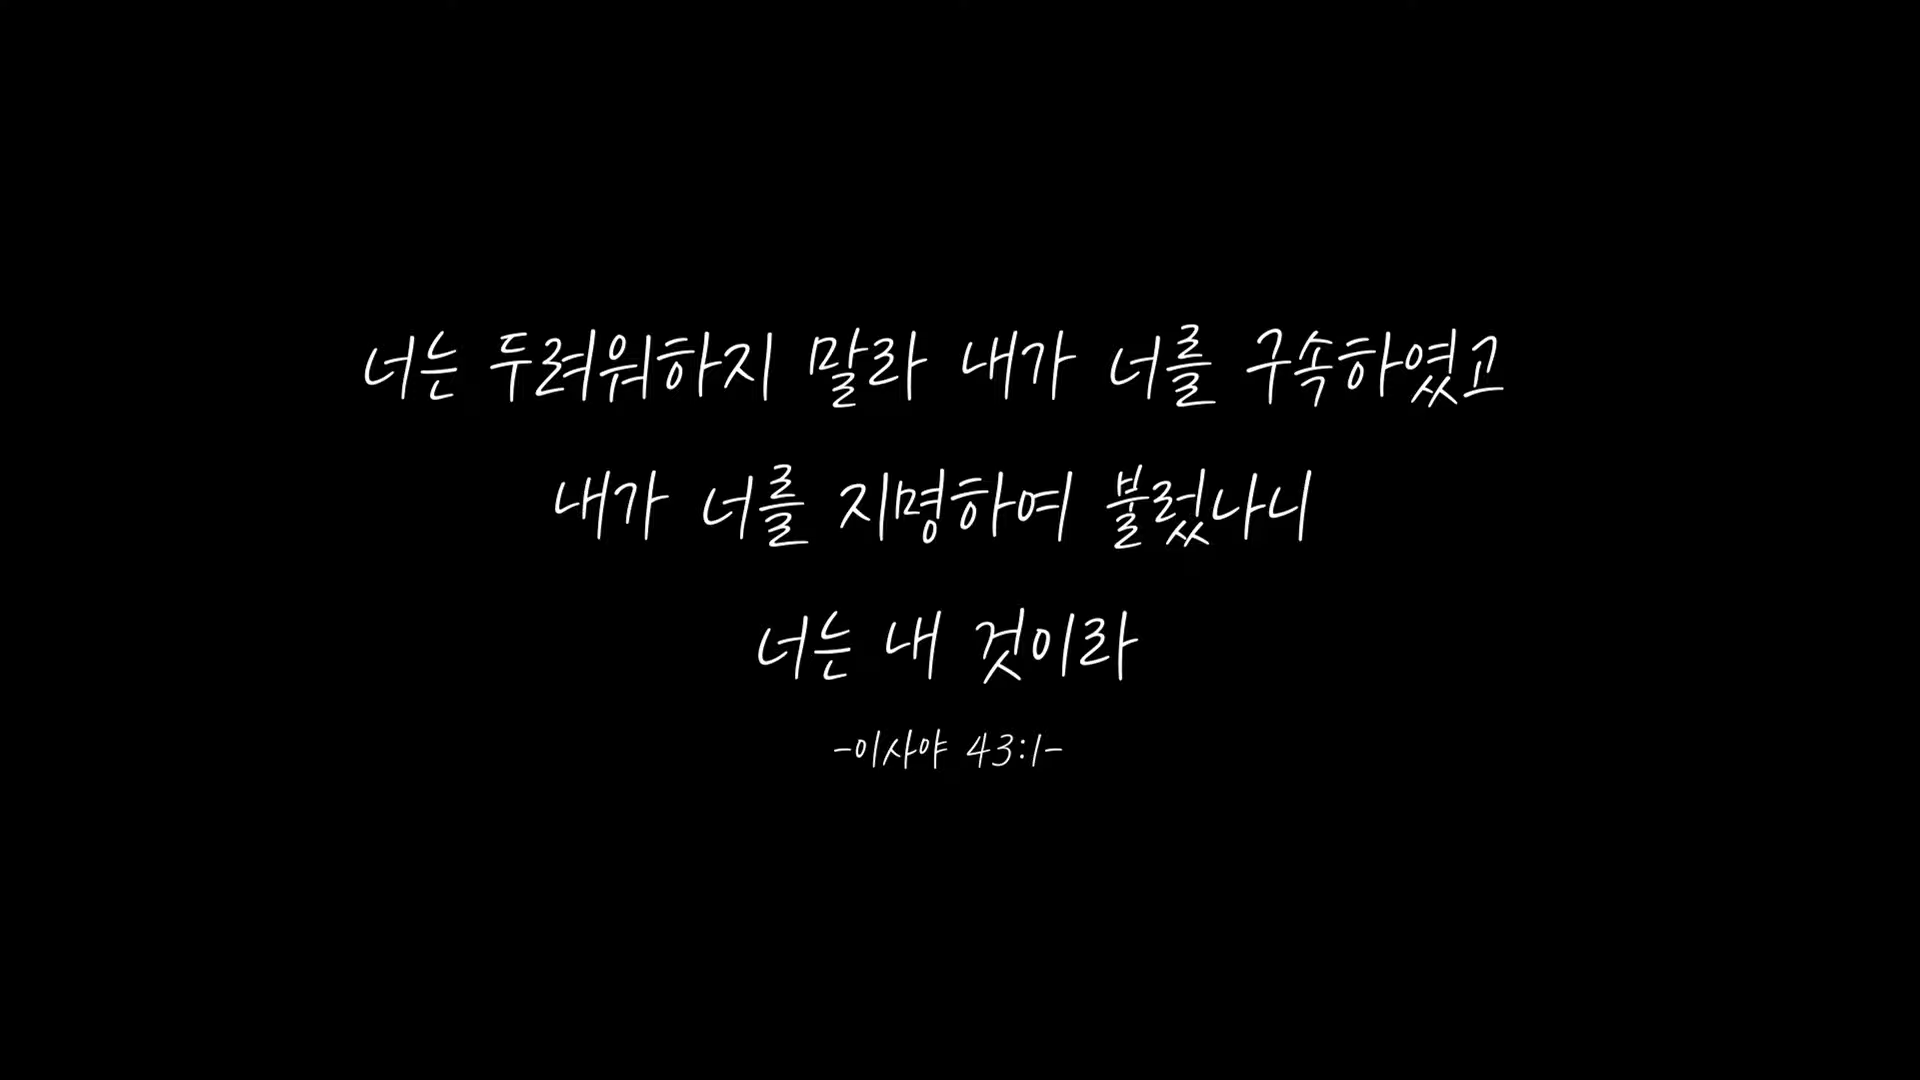 너는 두려워하지 말라 내가 너를 구속하였고
내가 너를 지명하여 불렀나니
너는 내 것이라
-이사야 43:1-